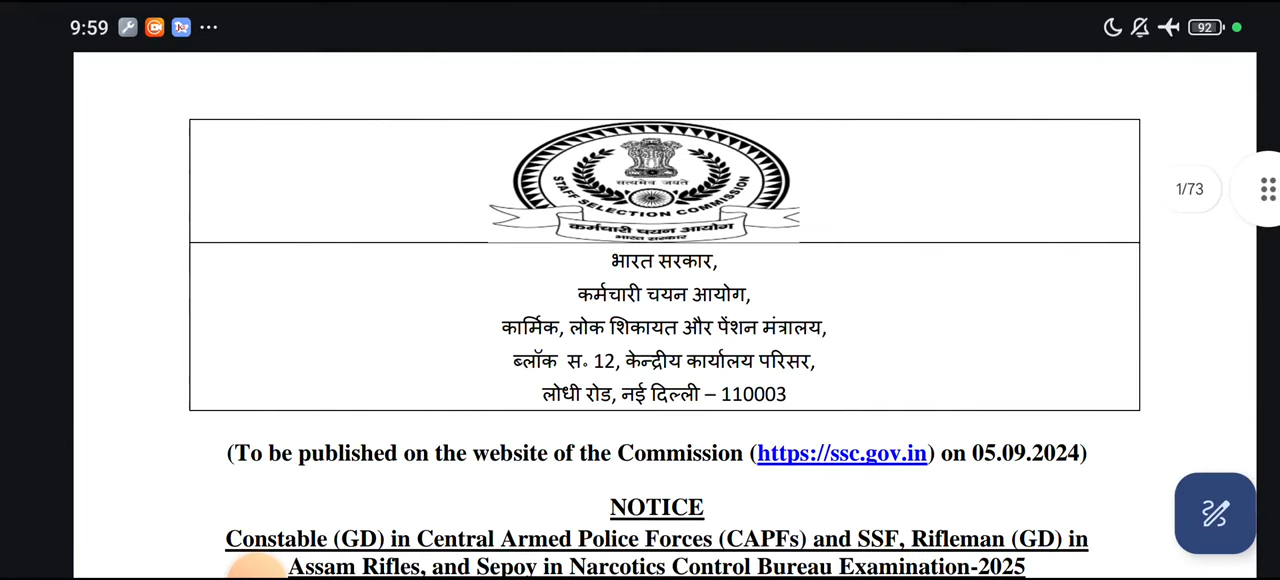 9:59
92
सत्यमेव जयते
STAFF SELECTION COMMISSION
कर्मचारी चयन आयोग
भारत सरकार
1/73
भारत सरकार,
कर्मचारी चयन आयोग,
कार्मिक, लोक शिकायत और पेंशन मंत्रालय,
ब्लॉक स॰ 12, केन्द्रीय कार्यालय परिसर,
लोधी रोड, नई दिल्ली – 110003
(To be published on the website of the Commission (https://ssc.gov.in) on 05.09.2024)
NOTICE
Constable (GD) in Central Armed Police Forces (CAPFs) and SSF, Rifleman (GD) in
Assam Rifles, and Sepoy in Narcotics Control Bureau Examination-2025